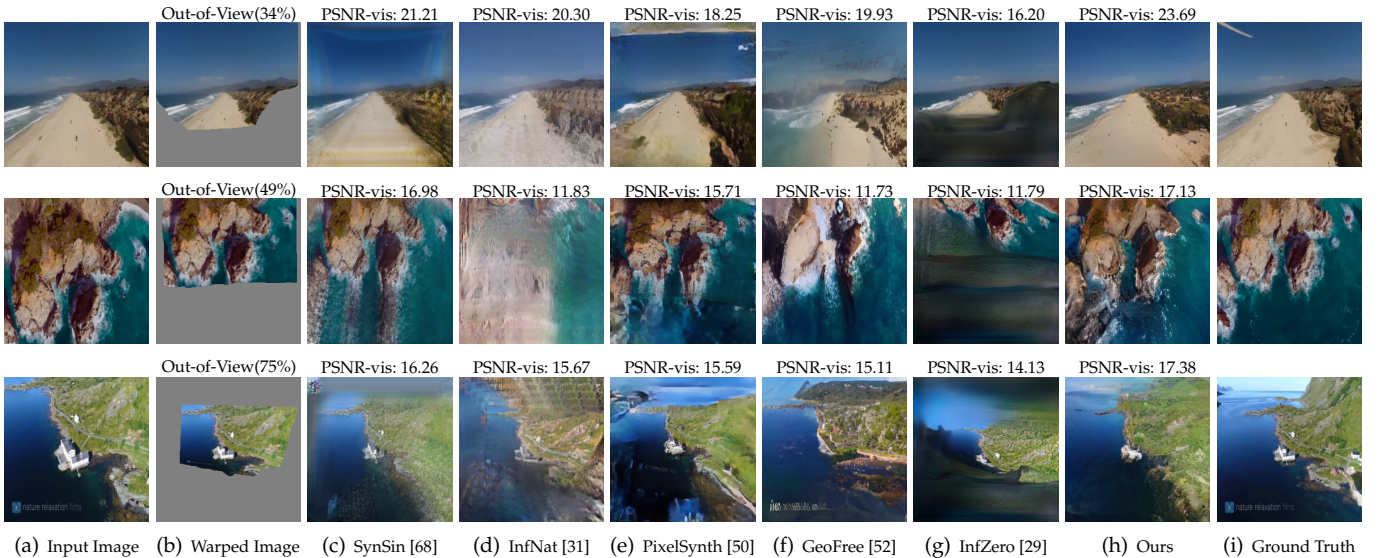 Out-of-View(34%) PSNR-vis: 21.21 PSNR-vis: 20.30 PSNR-vis: 18.25 PSNR-vis: 19.93 PSNR-vis: 16.20 PSNR-vis: 23.69
Out-of-View(49%) PSNR-vis: 16.98 PSNR-vis: 11.83 PSNR-vis: 15.71 PSNR-vis: 11.73 PSNR-vis: 11.79 PSNR-vis: 17.13
Out-of-View(75%) PSNR-vis: 16.26 PSNR-vis: 15.67 PSNR-vis: 15.59 PSNR-vis: 15.11 PSNR-vis: 14.13 PSNR-vis: 17.38
nature relaxation films
nature relaxation films
(a) Input Image (b) Warped Image (c) SynSin [68] (d) InfNat [31] (e) PixelSynth [50] (f) GeoFree [52] (g) InfZero [29] (h) Ours (i) Ground Truth